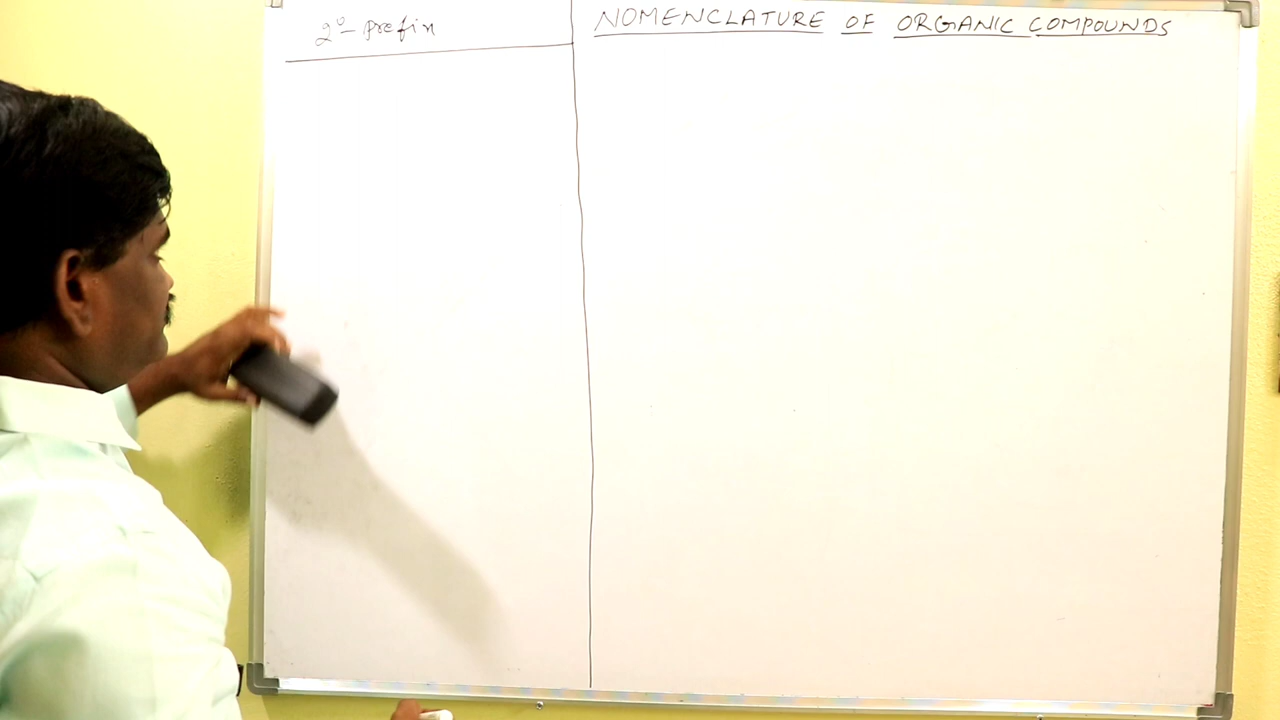 2° - prefix
NOMENCLATURE OF ORGANIC COMPOUNDS